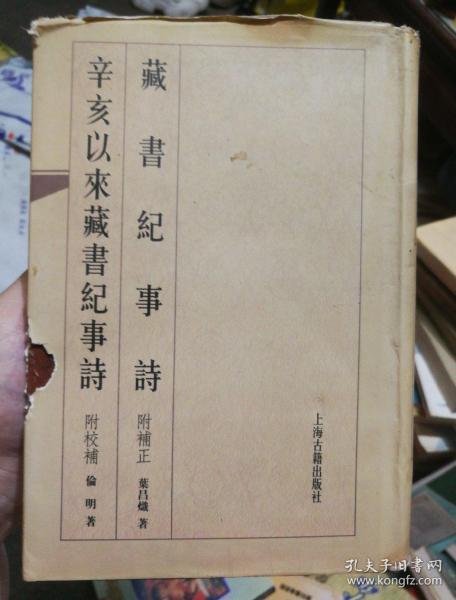 藏書紀事詩 附補正 葉昌熾 著
辛亥以來藏書紀事詩 附校補 倫明 著
上海古籍出版社
孔夫子旧书网
www.kongfz.com